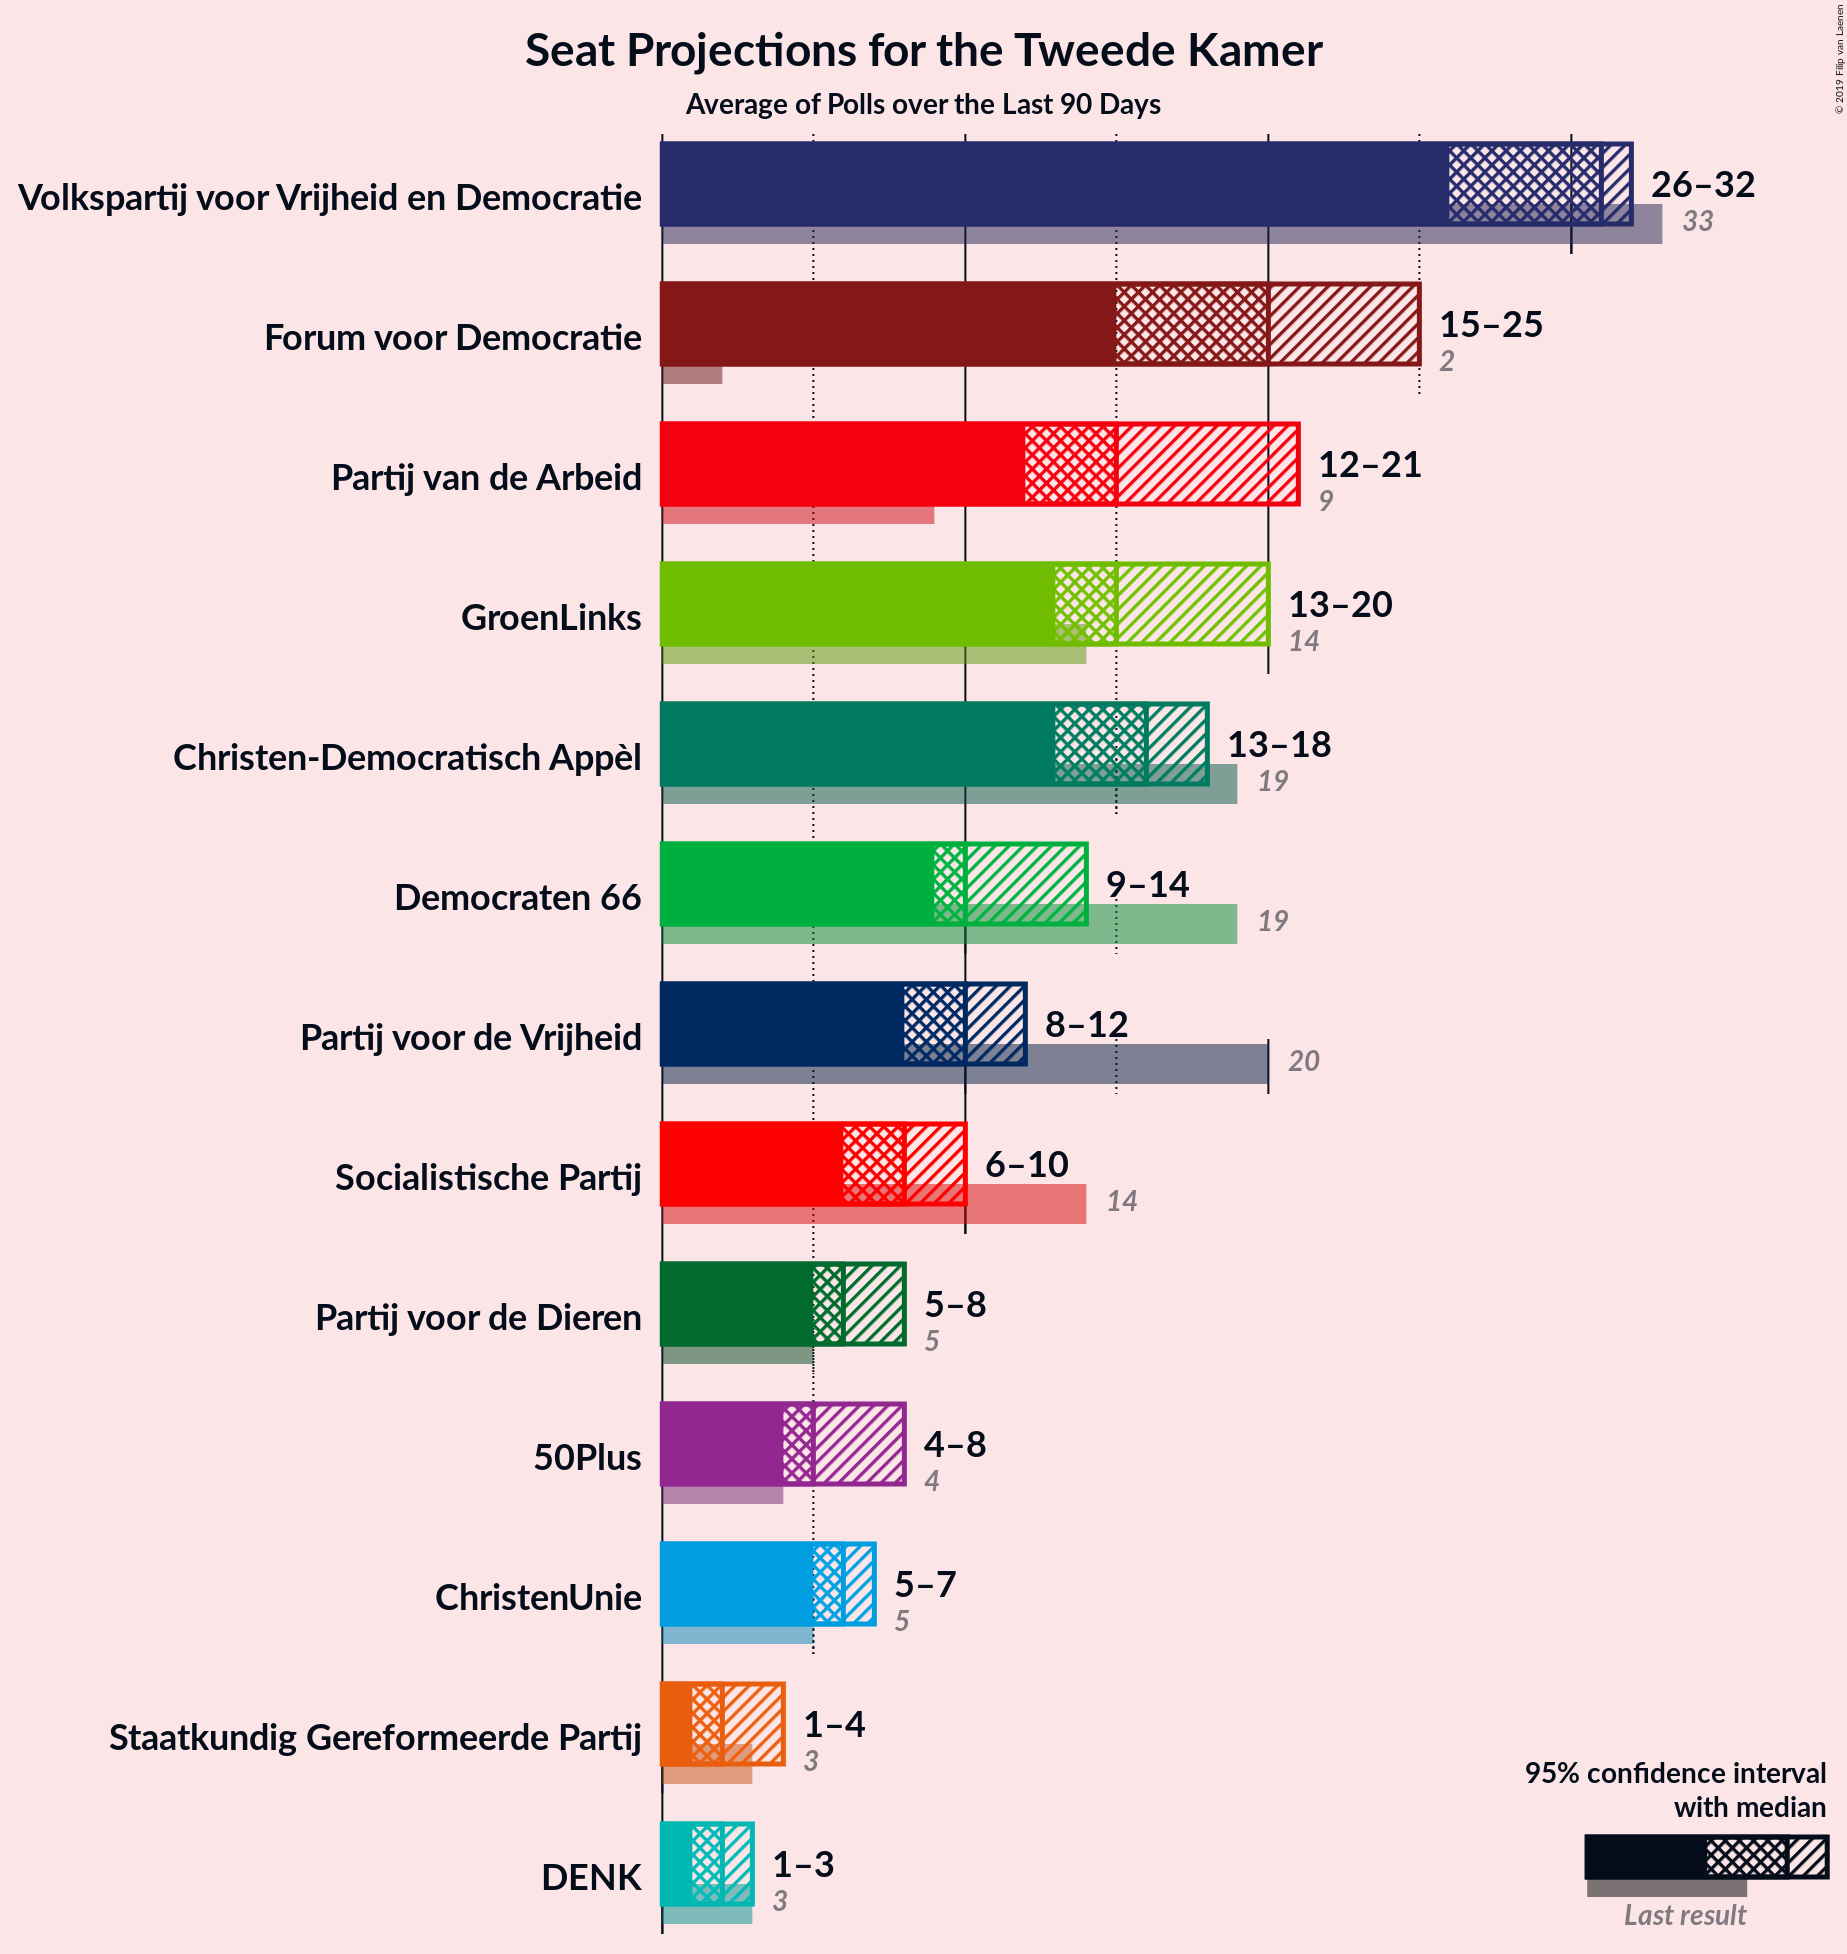 Seat Projections for the Tweede Kamer
Average of Polls over the Last 90 Days
© 2019 Filip van Laenen
Volkspartij voor Vrijheid en Democratie
26–32
33
Forum voor Democratie
15–25
2
Partij van de Arbeid
12–21
9
GroenLinks
13–20
14
Christen-Democratisch Appèl
13–18
19
Democraten 66
9–14
19
Partij voor de Vrijheid
8–12
20
Socialistische Partij
6–10
14
Partij voor de Dieren
5–8
5
50Plus
4–8
4
ChristenUnie
5–7
5
Staatkundig Gereformeerde Partij
1–4
3
DENK
1–3
3
95% confidence interval
with median
Last result